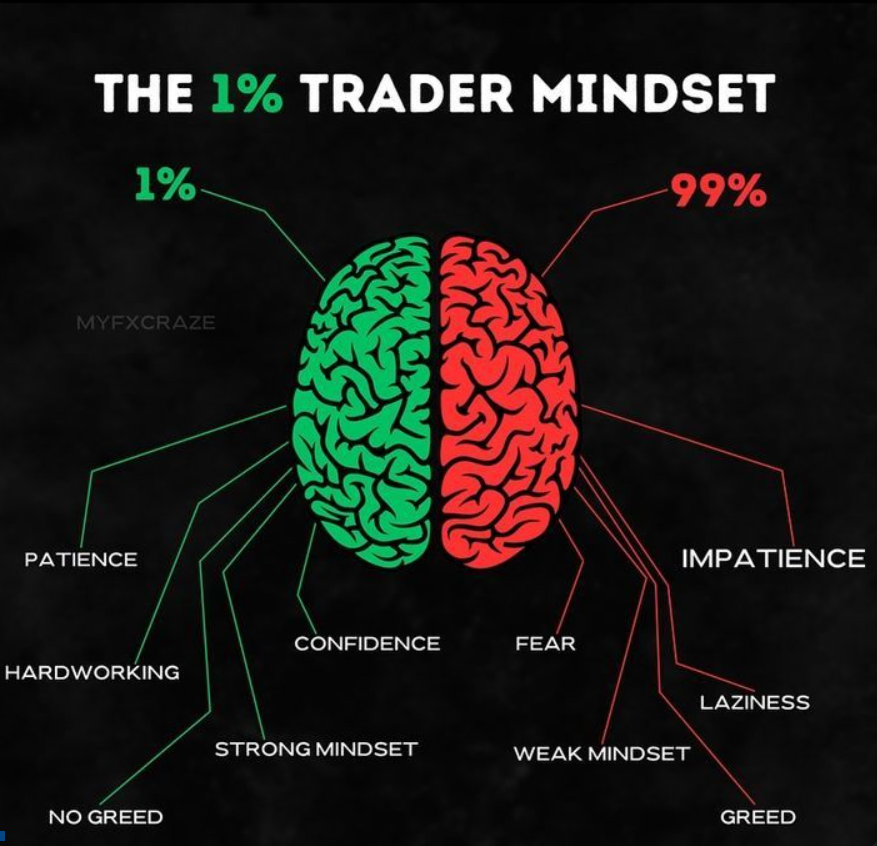 THE 1% TRADER MINDSET
1%
99%
MYFXCRAZE
PATIENCE
IMPATIENCE
CONFIDENCE
FEAR
HARDWORKING
LAZINESS
STRONG MINDSET
WEAK MINDSET
NO GREED
GREED